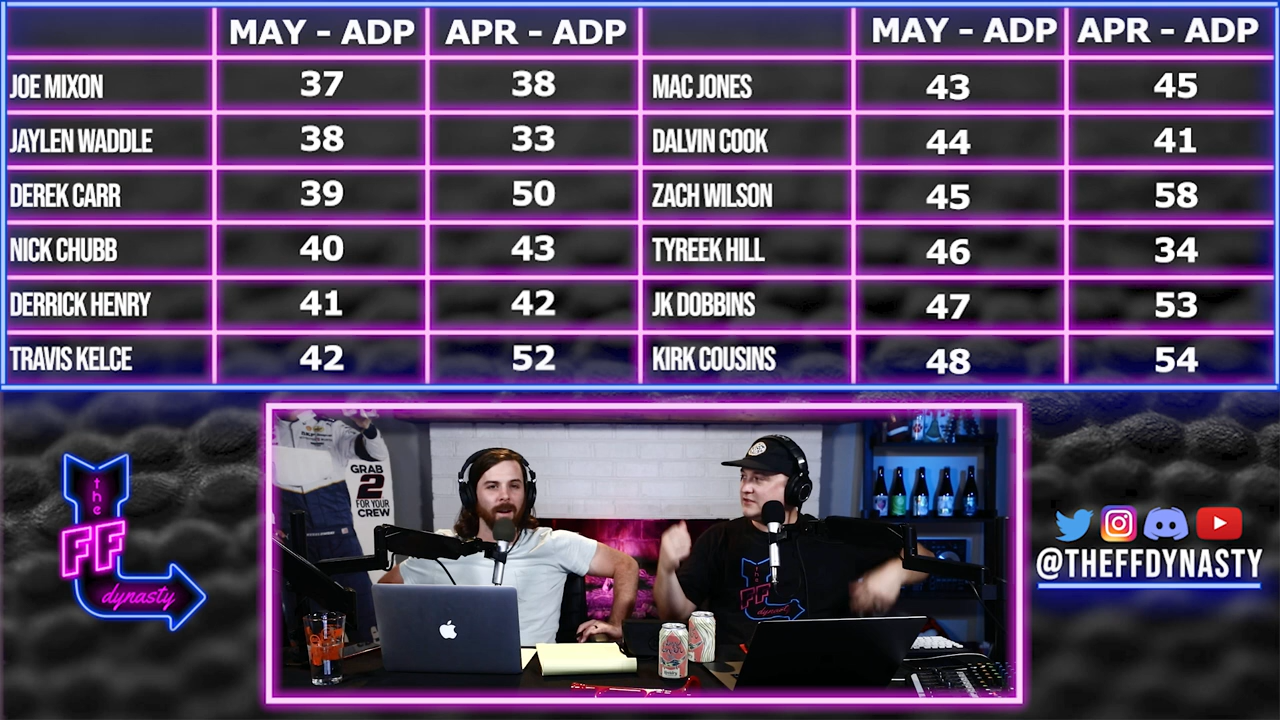 MAY - ADP APR - ADP MAY - ADP APR - ADP
JOE MIXON 37 38 MAC JONES 43 45
JAYLEN WADDLE 38 33 DALVIN COOK 44 41
DEREK CARR 39 50 ZACH WILSON 45 58
NICK CHUBB 40 43 TYREEK HILL 46 34
DERRICK HENRY 41 42 JK DOBBINS 47 53
TRAVIS KELCE 42 52 KIRK COUSINS 48 54
the
FF
dynasty
GRAB
2
FOR YOUR
CREW
the
FF
dynasty
@THEFFDYNASTY